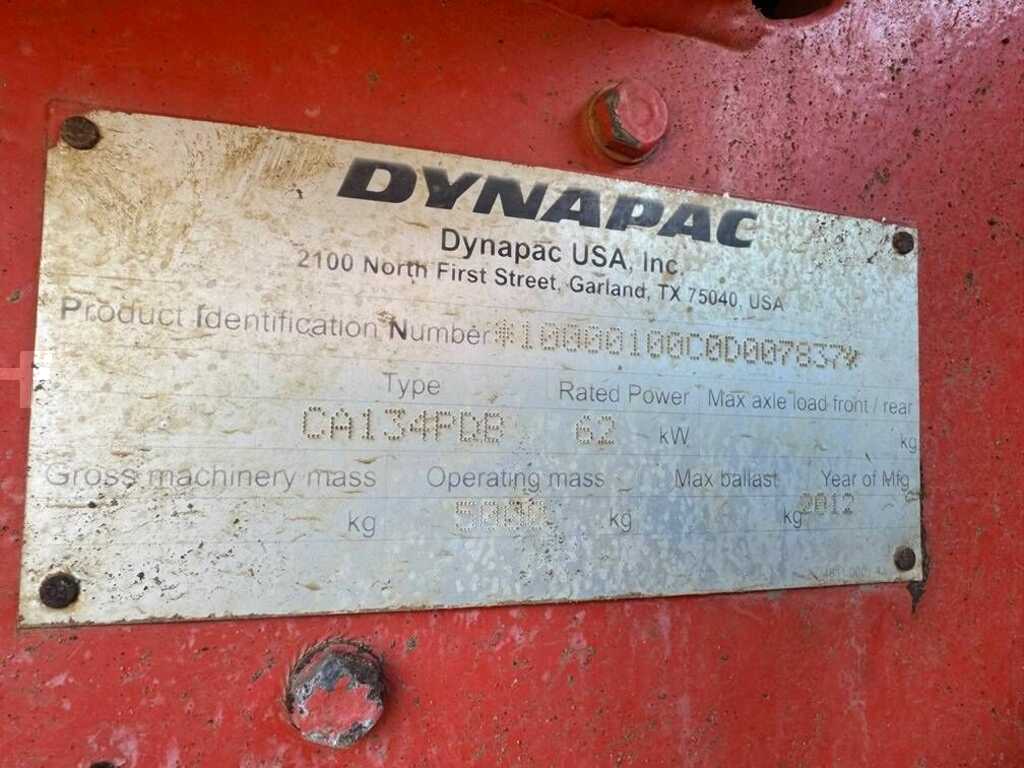 DYNAPAC
Dynapac USA, Inc.
2100 North First Street, Garland, TX 75040, USA
Product Identification Number *10000100C0D007837*
Type Rated Power Max axle load front / rear
CA134PDB 62 kW kg
Gross machinery mass Operating mass Max ballast Year of Mfg
kg 5000 kg kg 2012